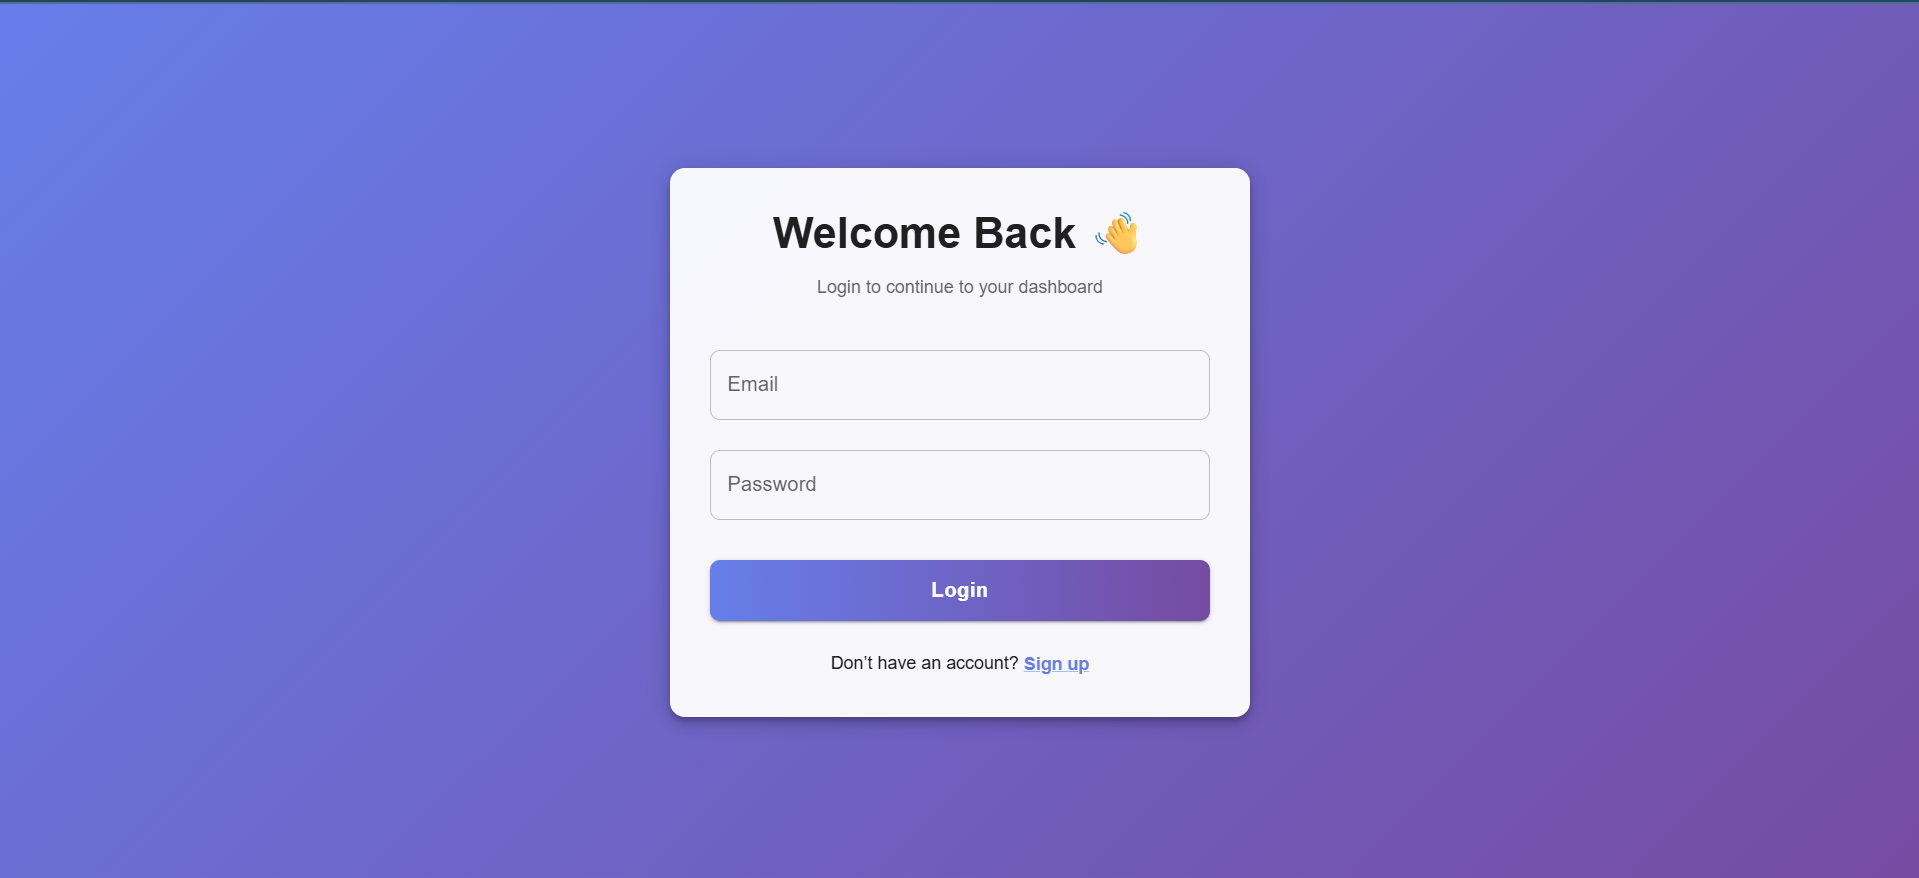 Welcome Back 👋
Login to continue to your dashboard
Email
Password
Login
Don’t have an account? Sign up